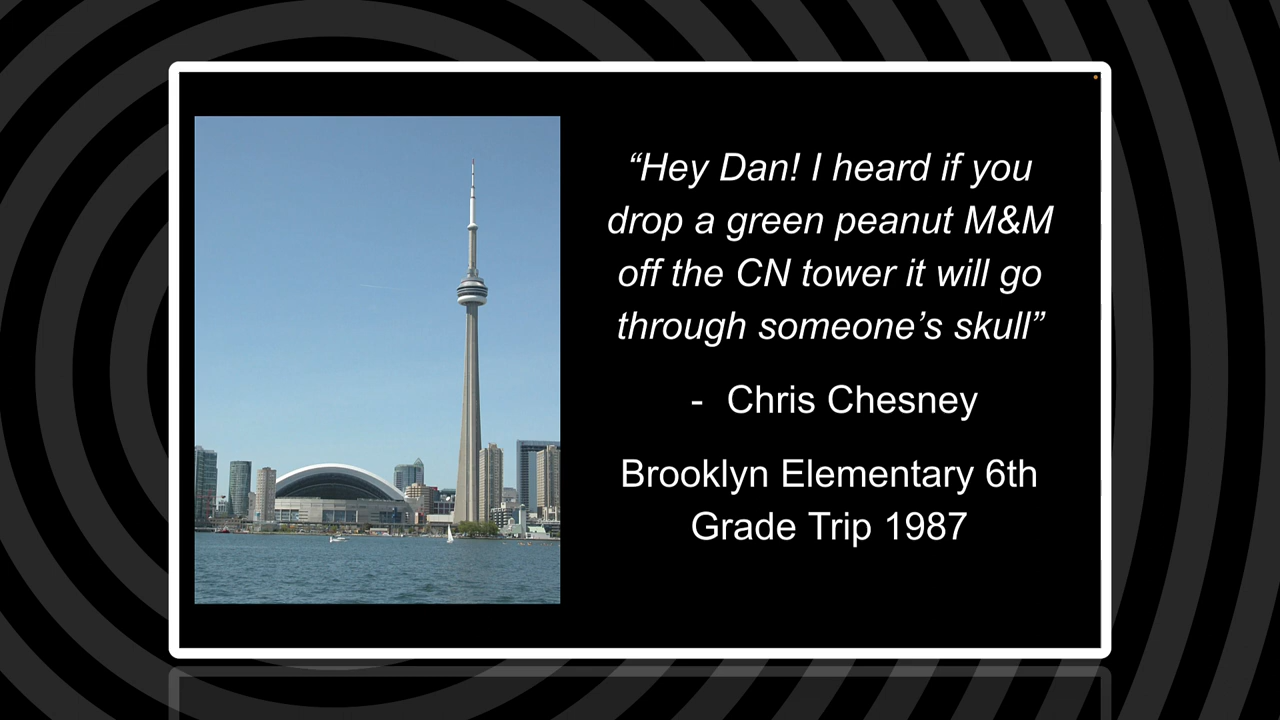 “Hey Dan! I heard if you
drop a green peanut M&M
off the CN tower it will go
through someone’s skull”
- Chris Chesney
Brooklyn Elementary 6th
Grade Trip 1987